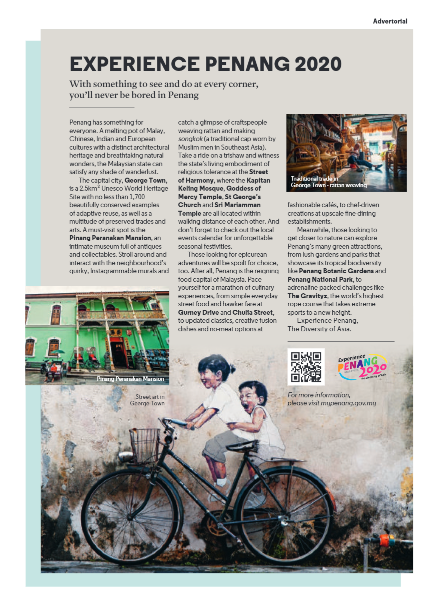 Advertorial
EXPERIENCE PENANG 2020
With something to see and do at every corner,
you'll never be bored in Penang
Penang has something for
everyone. A melting pot of Malay,
Chinese, Indian and European
cultures with a distinct architectural
heritage and breathtaking natural
wonders, the Malaysian state can
satisfy any shade of wanderlust.
The capital city, George Town,
is a 2.5km² Unesco World Heritage
Site with no less than 1,700
beautifully conserved examples
of adaptive reuse, as well as
multitude of preserved trades and
arts. A must-visit spot is the
Pinang Peranakan Mansion, an
intimate museum full of antiques
and collectables. Stroll around and
interact with the neighbourhood's
quirky, Instagrammable murals and
Pinang Peranakan Mansion
catch a glimpse of craftspeople
weaving rattan and making
songkok (a traditional cap worn by
Muslim men in Southeast Asia).
Take a ride on a trishaw and witness
the state's living embodiment of
religious tolerance at the Street
of Harmony, where the Kapitan
Keling Mosque, Goddess of
Mercy Temple, St George's
Church and Sri Mariamman
Temple are all located within
walking distance of each other. And
don't forget to check out the local
events calendar for unforgettable
seasonal festivities.
Those looking for epicurean
adventures will be spoilt for choice,
too. After all, Penang is the reigning
food capital of Malaysia. Pace
yourself for a marathon of culinary
experiences, from simple everyday
street food and hawker fare at
Gurney Drive and Chulia Street,
to updated classics, creative fusion
dishes and no-meat options at
Street art in
George Town
Traditional trade in
George Town - rattan weaving
fashionable cafés, to chef-driven
creations at upscale fine-dining
establishments.
Meanwhile, those looking to
get closer to nature can explore
Penang's many green attractions,
from lush gardens and parks that
showcase its tropical biodiversity
like Penang Botanic Gardens and
Penang National Park, to
adrenaline-packed challenges like
The Gravityz, the world's highest
rope course that takes extreme
sports to a new height.
Experience Penang,
The Diversity of Asia.
Experience
PENANG
2020
For more information,
please visit mypenang.gov.my